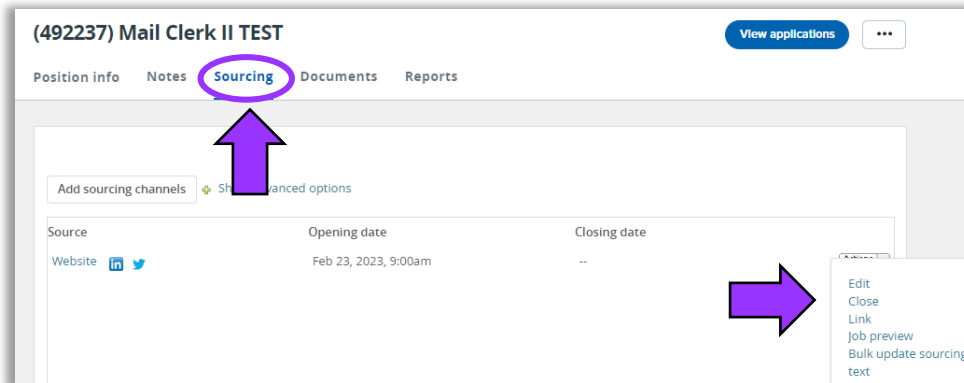 (492237) Mail Clerk II TEST
View applications
Position info Notes Sourcing Documents Reports
Add sourcing channels options
Source Opening date Closing date
Website in Feb 23, 2023, 9:00am --
Edit
Close
Link
Job preview
Bulk update sourcing
text